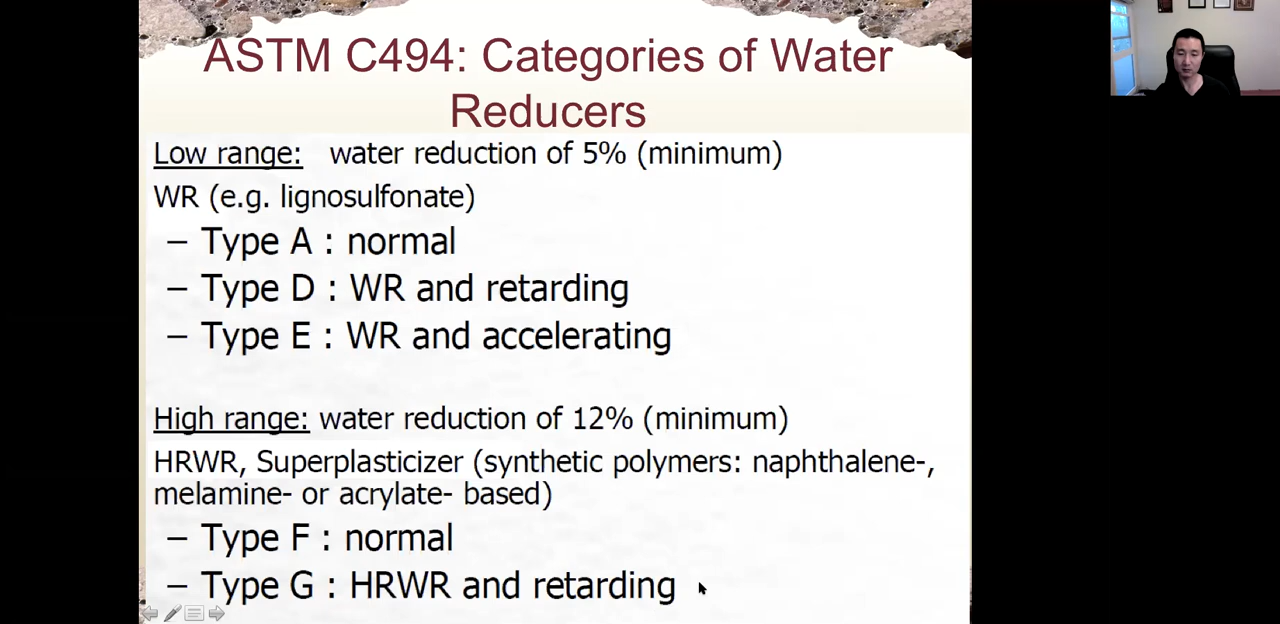 ASTM C494: Categories of Water
Reducers
Low range: water reduction of 5% (minimum)
WR (e.g. lignosulfonate)
– Type A : normal
– Type D : WR and retarding
– Type E : WR and accelerating
High range: water reduction of 12% (minimum)
HRWR, Superplasticizer (synthetic polymers: naphthalene-,
melamine- or acrylate- based)
– Type F : normal
– Type G : HRWR and retarding